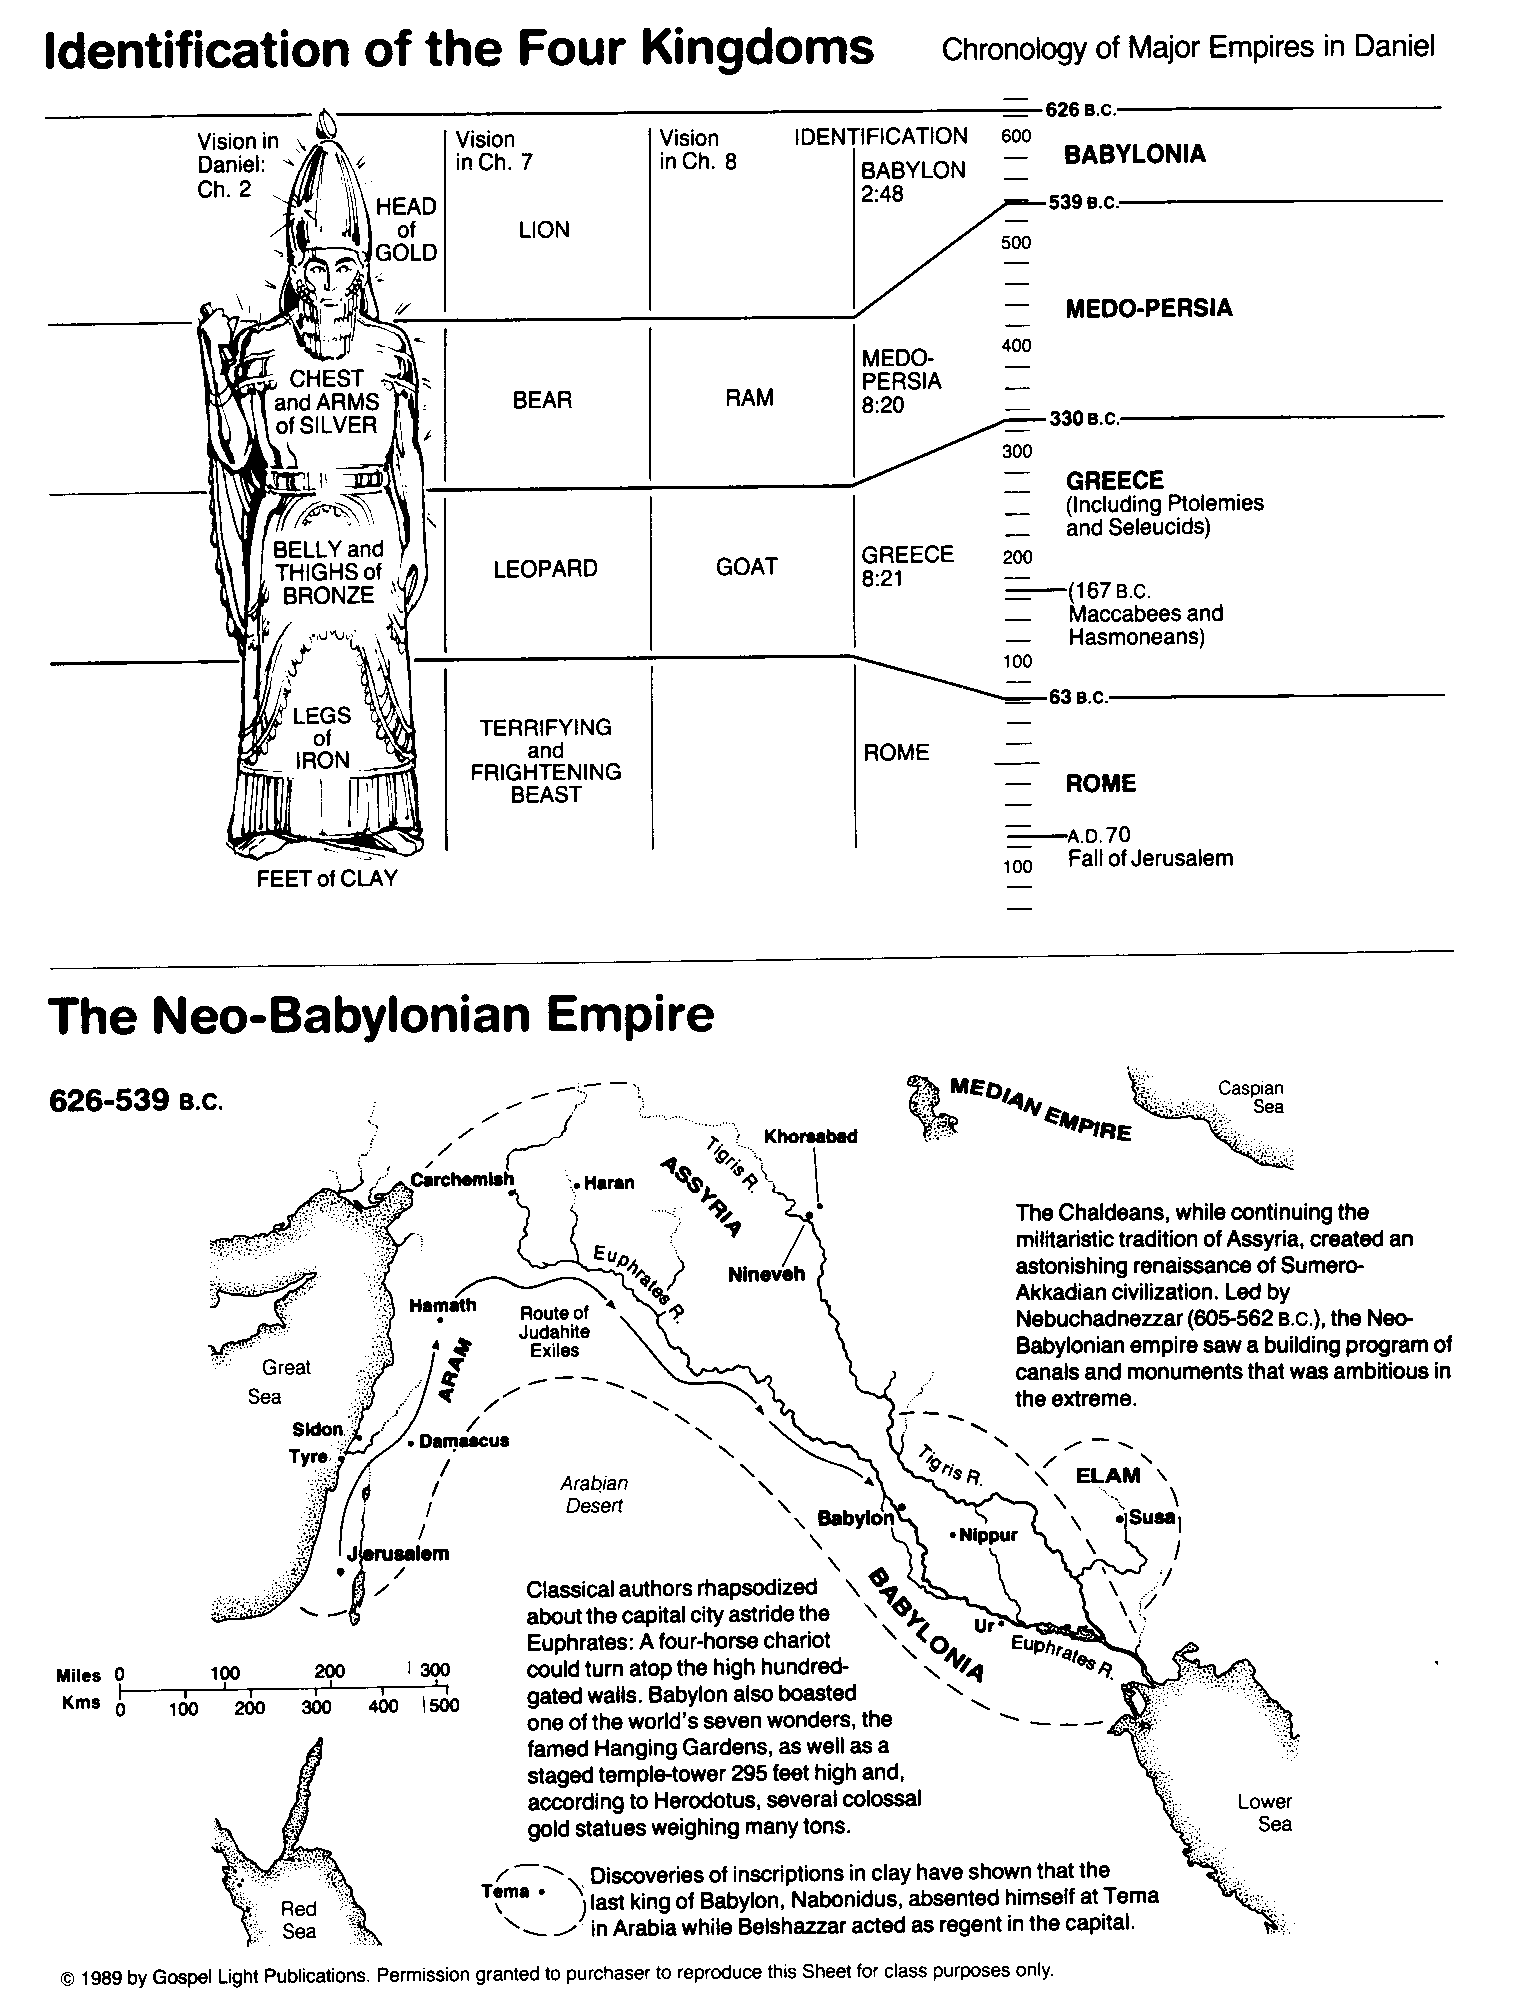 Identification of the Four Kingdoms
Chronology of Major Empires in Daniel
Vision in
Daniel:
Ch. 2
HEAD
of
GOLD
Vision
in Ch. 7
LION
Vision
in Ch. 8
IDENTIFICATION
BABYLON
2:48
CHEST
and ARMS
of SILVER
BEAR
RAM
MEDO-
PERSIA
8:20
BELLY and
THIGHS of
BRONZE
LEOPARD
GOAT
GREECE
8:21
LEGS
of
IRON
TERRIFYING
and
FRIGHTENING
BEAST
ROME
FEET of CLAY
626 B.C.
600
BABYLONIA
539 B.C.
500
MEDO-PERSIA
400
330 B.C.
300
GREECE
(Including Ptolemies
and Seleucids)
200
(167 B.C.
Maccabees and
Hasmoneans)
100
63 B.C.
ROME
A.D. 70
Fall of Jerusalem
100
The Neo-Babylonian Empire
626-539 B.C.
MEDIAN EMPIRE
Caspian
Sea
Khorsabad
Tigris R.
ASSYRIA
Carchemish
Haran
Nineveh
Euphrates R.
Hamath
Route of
Judahite
Exiles
ARAM
Great
Sea
Sidon
Tyre
Damascus
Arabian
Desert
Jerusalem
The Chaldeans, while continuing the
militaristic tradition of Assyria, created an
astonishing renaissance of Sumero-
Akkadian civilization. Led by
Nebuchadnezzar (605-562 B.C.), the Neo-
Babylonian empire saw a building program of
canals and monuments that was ambitious in
the extreme.
Tigris R.
ELAM
Susa
Babylon
Nippur
BABYLONIA
Ur
Euphrates R.
Classical authors rhapsodized
about the capital city astride the
Euphrates: A four-horse chariot
could turn atop the high hundred-
gated walls. Babylon also boasted
one of the world's seven wonders, the
famed Hanging Gardens, as well as a
staged temple-tower 295 feet high and,
according to Herodotus, several colossal
gold statues weighing many tons.
Miles 0 100 200 300
Kms 0 100 200 300 400 500
Lower
Sea
Red
Sea
Tema
Discoveries of inscriptions in clay have shown that the
last king of Babylon, Nabonidus, absented himself at Tema
in Arabia while Belshazzar acted as regent in the capital.
© 1989 by Gospel Light Publications. Permission granted to purchaser to reproduce this Sheet for class purposes only.